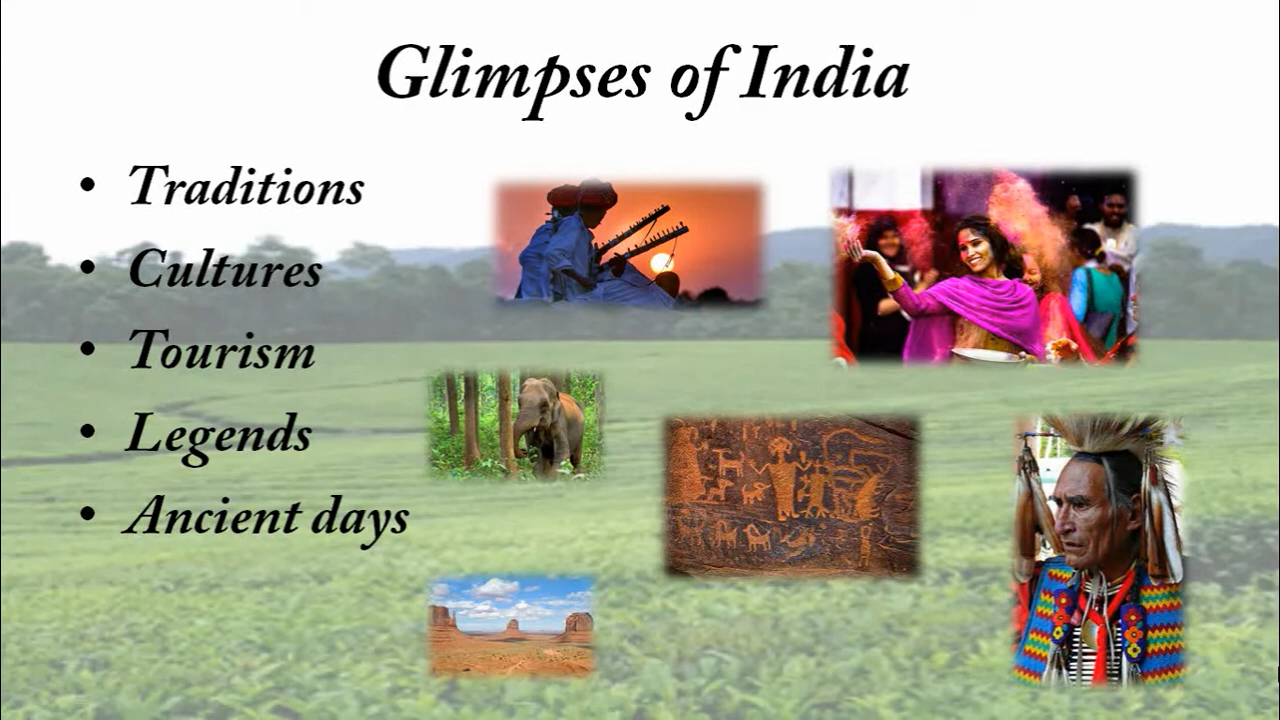 Glimpses of India
• Traditions
• Cultures
• Tourism
• Legends
• Ancient days